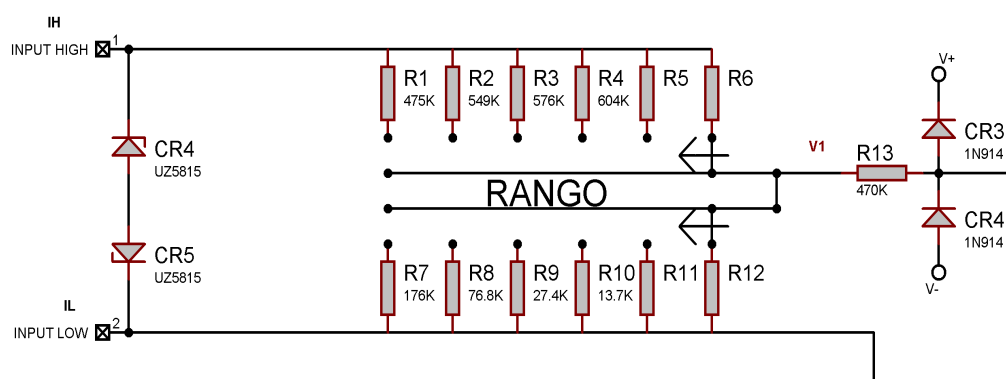 IH
INPUT HIGH 1
R1
475K
R2
549K
R3
576K
R4
604K
R5
R6
V+
CR3
1N914
CR4
UZ5815
V1
R13
470K
RANGO
CR4
1N914
V-
CR5
UZ5815
R7
176K
R8
76.8K
R9
27.4K
R10
13.7K
R11
R12
IL
INPUT LOW 2